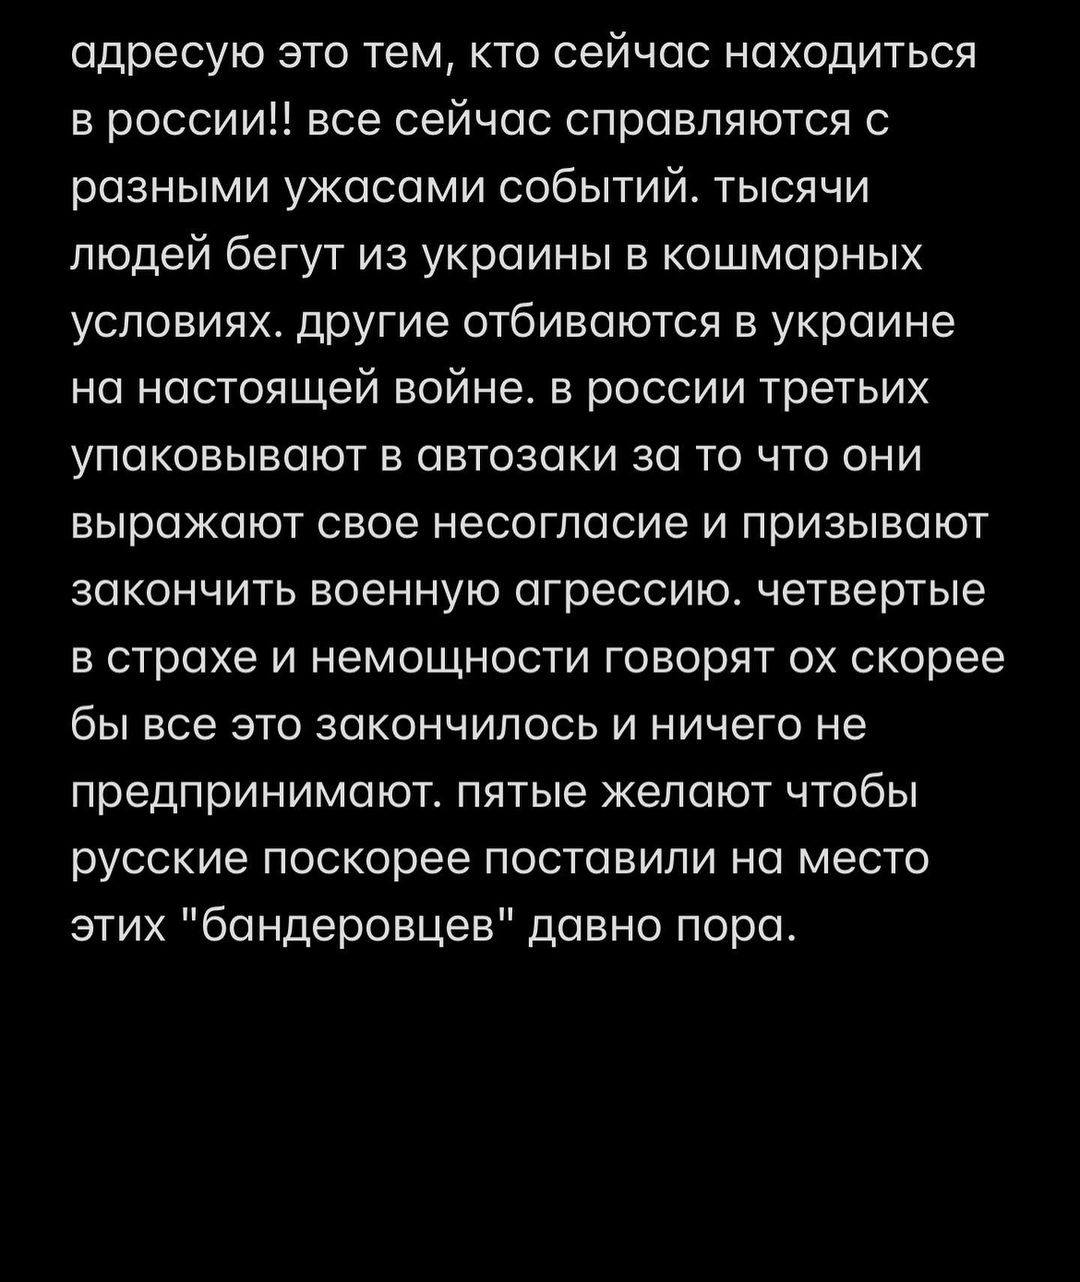 адресую это тем, кто сейчас находиться
в россии!! все сейчас справляются с
разными ужасами событий. тысячи
людей бегут из украины в кошмарных
условиях. другие отбиваются в украине
на настоящей войне. в россии третьих
упаковывают в автозаки за то что они
выражают свое несогласие и призывают
закончить военную агрессию. четвертые
в страхе и немощности говорят ох скорее
бы все это закончилось и ничего не
предпринимают. пятые желают чтобы
русские поскорее поставили на место
этих "бандеровцев" давно пора.